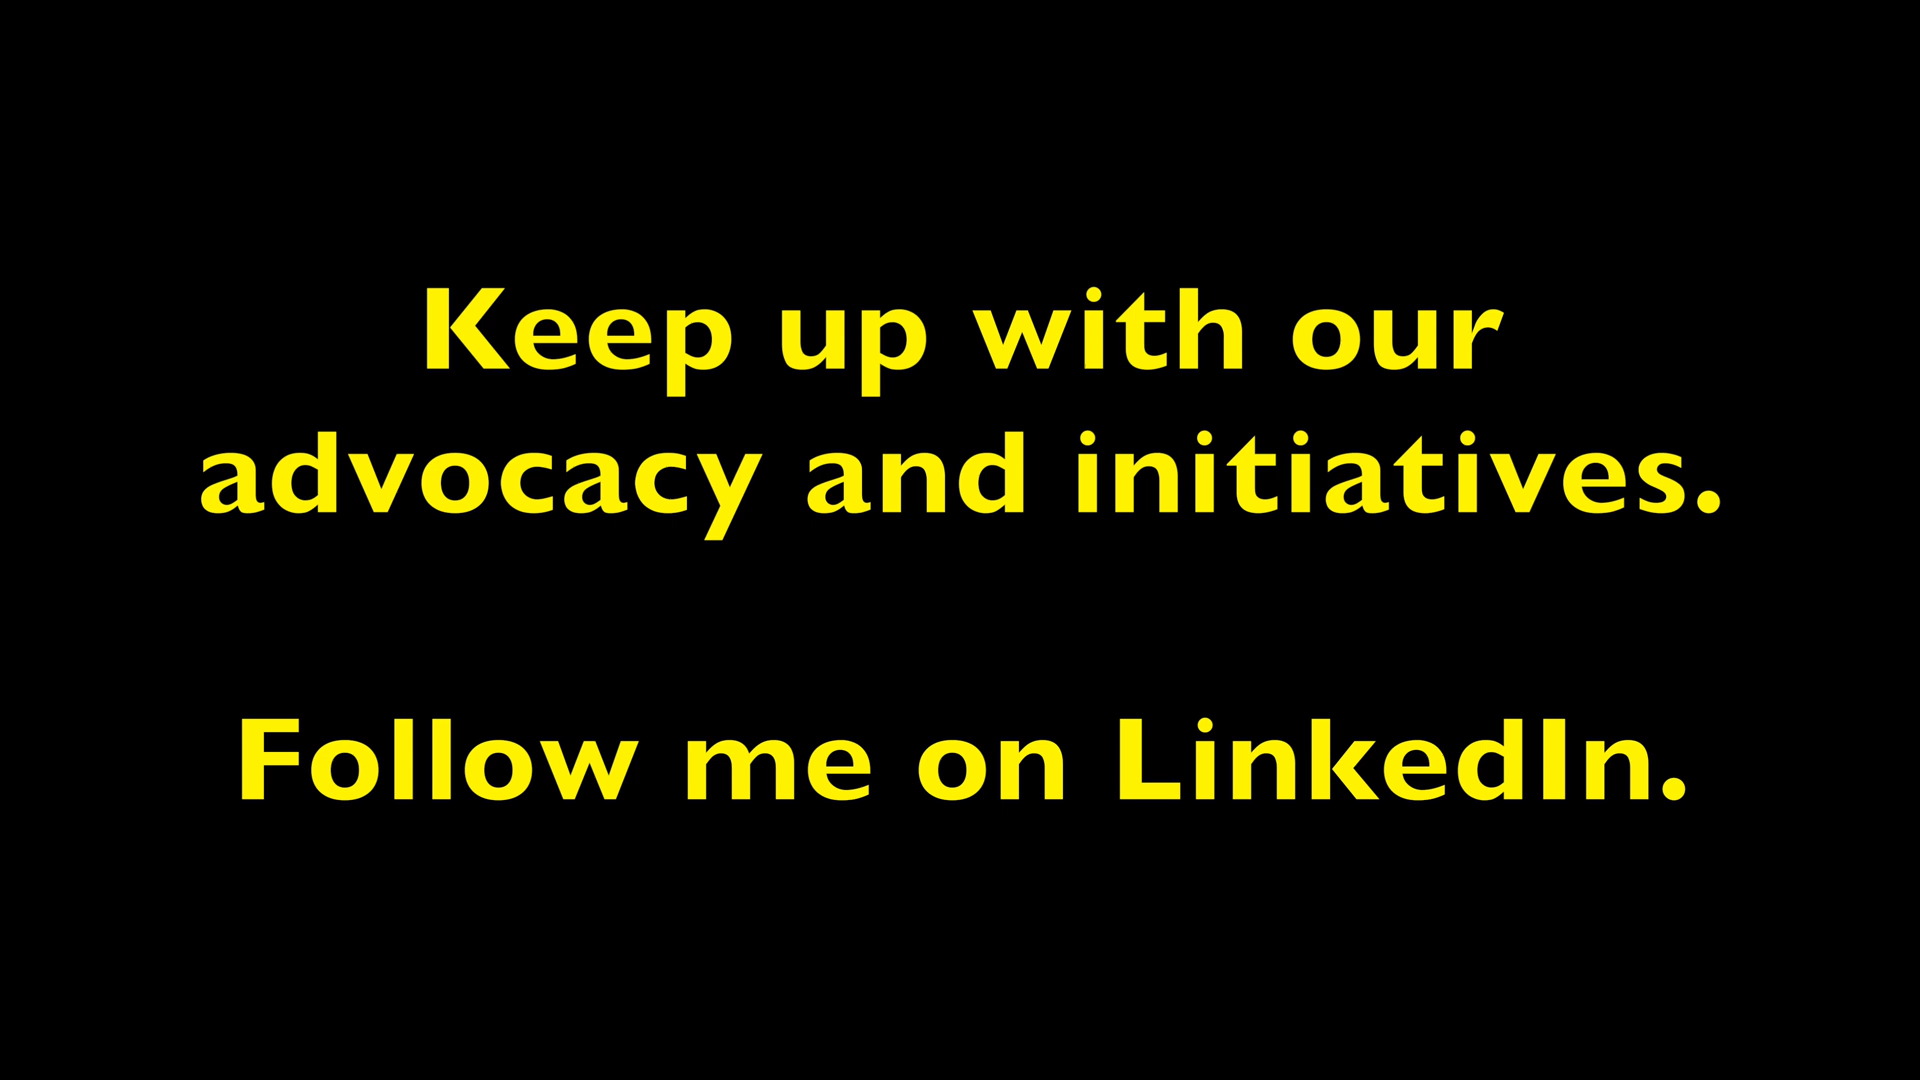 Keep up with our
advocacy and initiatives.
Follow me on LinkedIn.